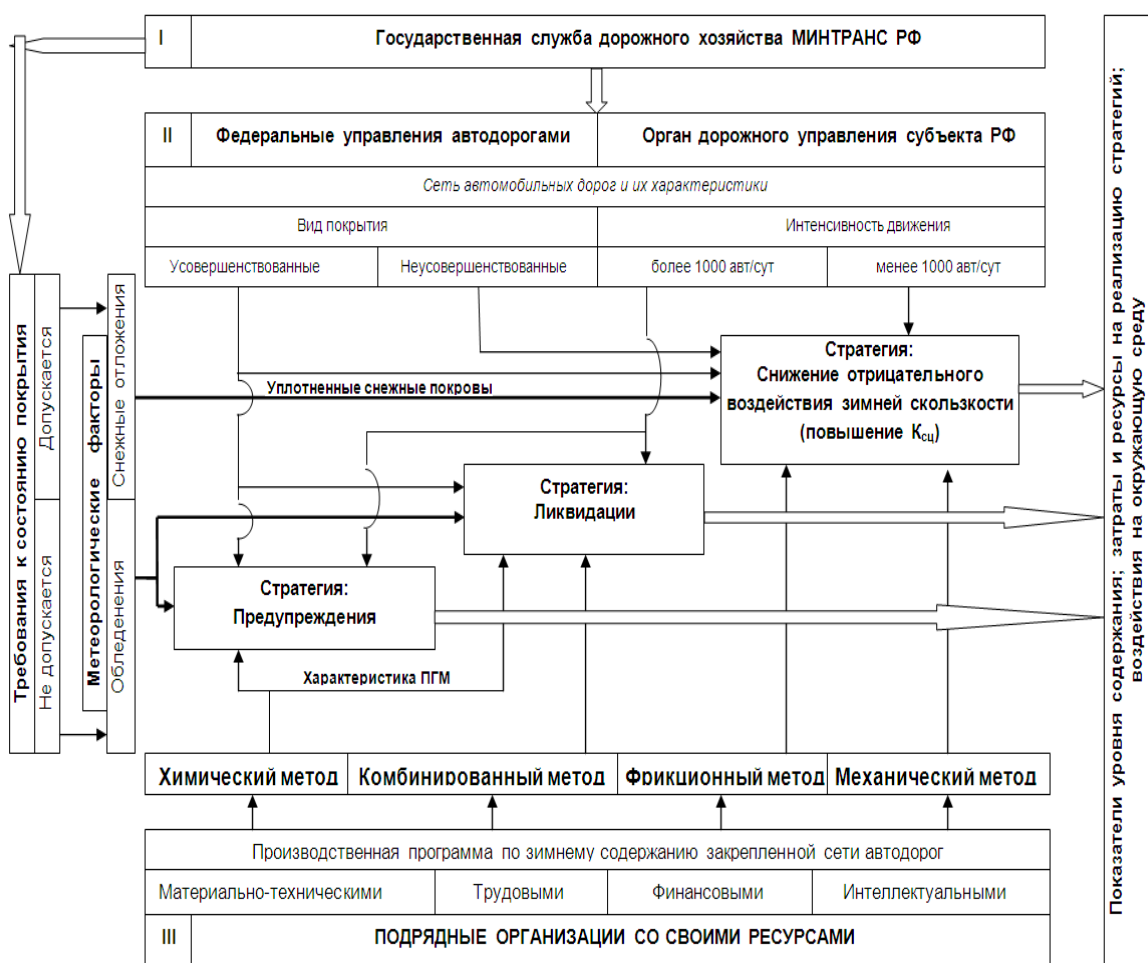 I
Государственная служба дорожного хозяйства МИНТРАНС РФ
II
Федеральные управления автодорогами
Орган дорожного управления субъекта РФ
Сеть автомобильных дорог и их характеристики
Вид покрытия
Интенсивность движения
Усовершенствованные
Неусовершенствованные
более 1000 авт/сут
менее 1000 авт/сут
Требования к состоянию покрытия
Допускается
Не допускается
Метеорологические факторы
Снежные отложения
Обледенения
Уплотненные снежные покровы
Стратегия:
Снижение отрицательного
воздействия зимней скользкости
(повышение Ксц)
Стратегия:
Ликвидации
Стратегия:
Предупреждения
Характеристика ПГМ
Химический метод
Комбинированный метод
Фрикционный метод
Механический метод
Производственная программа по зимнему содержанию закрепленной сети автодорог
Материально-техническими
Трудовыми
Финансовыми
Интеллектуальными
III
ПОДРЯДНЫЕ ОРГАНИЗАЦИИ СО СВОИМИ РЕСУРСАМИ
Показатели уровня содержания; затраты и ресурсы на реализацию стратегий;
воздействия на окружающую среду